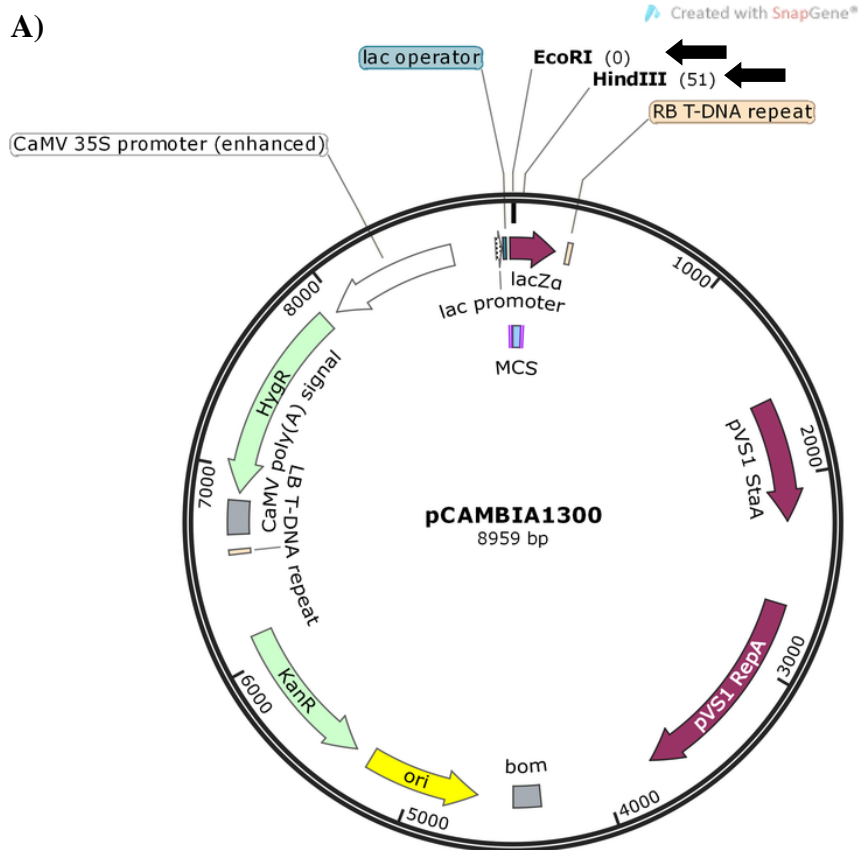 Created with SnapGene®
A)
lac operator
EcoRI (0)
HindIII (51)
RB T-DNA repeat
CaMV 35S promoter (enhanced)
8000
1000
lacZα
lac promoter
MCS
HygR
CaMV poly(A) signal
LB T-DNA repeat
7000
2000
pVS1 StaA
pCAMBIA1300
8959 bp
3000
pVS1 RepA
6000
KanR
ori
bom
5000
4000